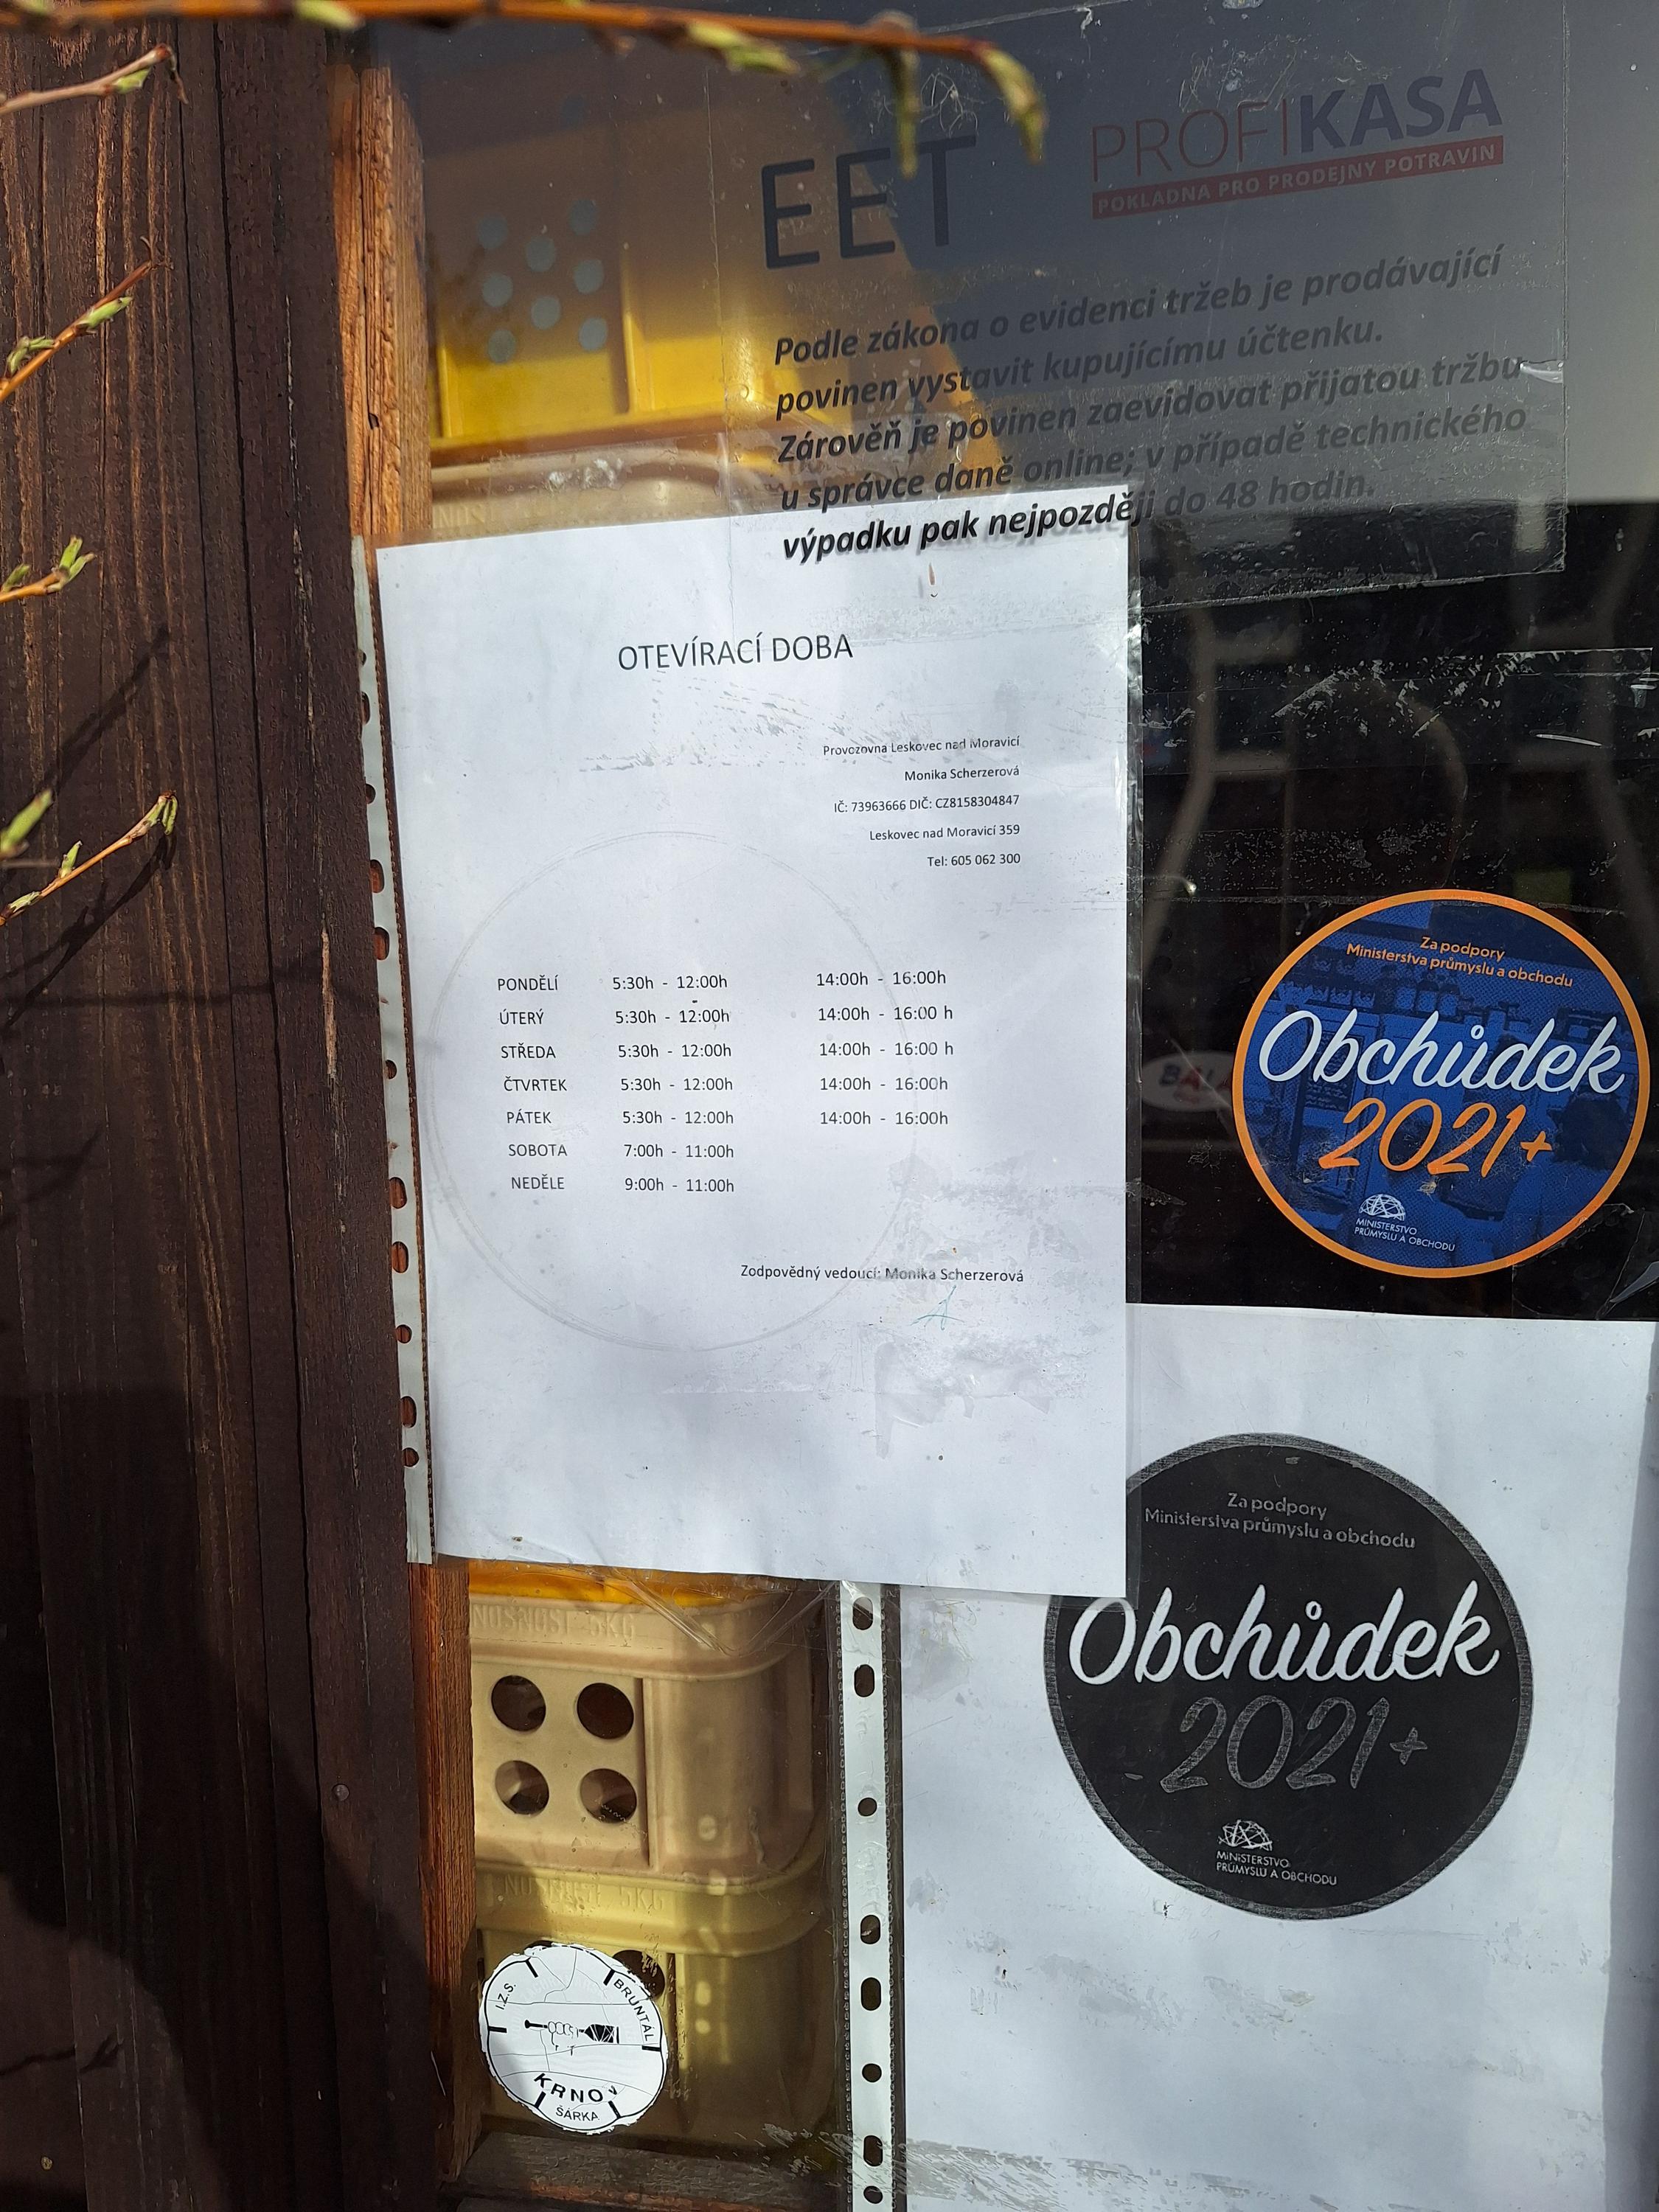 EET
PROFIKASA
POKLADNA PRO PRODEJNY POTRAVIN
Podle zákona o evidenci tržeb je prodávající
povinen vystavit kupujícímu účtenku.
Zárověň je povinen zaevidovat přijatou tržbu
u správce daně online; v případě technického
výpadku pak nejpozději do 48 hodin.
OTEVÍRACÍ DOBA
Provozovna Leskovec nad Moravicí
Monika Scherzerová
IČ: 73963666 DIČ: CZ8158304847
Leskovec nad Moravicí 359
Tel: 605 062 300
PONDĚLÍ 5:30h - 12:00h 14:00h - 16:00h
ÚTERÝ 5:30h - 12:00h 14:00h - 16:00 h
STŘEDA 5:30h - 12:00h 14:00h - 16:00 h
ČTVRTEK 5:30h - 12:00h 14:00h - 16:00h
PÁTEK 5:30h - 12:00h 14:00h - 16:00h
SOBOTA 7:00h - 11:00h
NEDĚLE 9:00h - 11:00h
Zodpovědný vedoucí: Monika Scherzerová
Za podpory
Ministerstva průmyslu a obchodu
Obchůdek
2021+
MINISTERSTVO
PRŮMYSLU A OBCHODU
Za podpory
Ministerstva průmyslu a obchodu
Obchůdek
2021+
MINISTERSTVO
PRŮMYSLU A OBCHODU
NOSNOST 5KG
NOSNOST 5KG
I.Z.S.
BRUNTÁL
KRNOV
ŠÁRKA